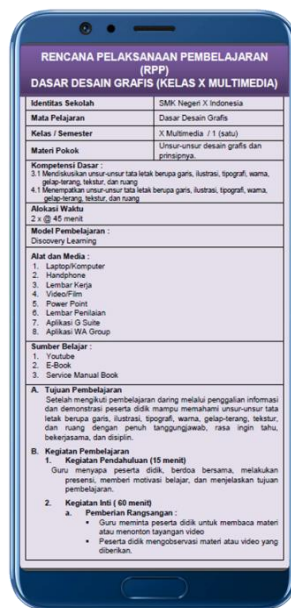 RENCANA PELAKSANAAN PEMBELAJARAN
(RPP)
DASAR DESAIN GRAFIS (KELAS X MULTIMEDIA)
Identitas Sekolah SMK Negeri X Indonesia
Mata Pelajaran Dasar Desain Grafis
Kelas / Semester X Multimedia / 1 (satu)
Materi Pokok Unsur-unsur desain grafis dan
prinsipnya.
Kompetensi Dasar :
3.1 Mendiskusikan unsur-unsur tata letak berupa garis, ilustrasi, tipografi, warna,
gelap-terang, tekstur, dan ruang
4.1 Menempatkan unsur-unsur tata letak berupa garis, ilustrasi, tipografi, warna,
gelap-terang, tekstur, dan ruang
Alokasi Waktu
2 x @ 45 menit
Model Pembelajaran :
Discovery Learning
Alat dan Media :
1. Laptop/Komputer
2. Handphone
3. Lembar Kerja
4. Video/Film
5. Power Point
6. Lembar Penilaian
7. Aplikasi G Suite
8. Aplikasi WA Group
Sumber Belajar :
1. Youtube
2. E-Book
3. Service Manual Book
A. Tujuan Pembelajaran
Setelah mengikuti pembelajaran daring melalui penggalian informasi
dan demonstrasi peserta didik mampu memahami unsur-unsur tata
letak berupa garis, ilustrasi, tipografi, warna, gelap-terang, tekstur,
dan ruang dengan penuh tanggungjawab, rasa ingin tahu,
bekerjasama, dan disiplin.
B. Kegiatan Pembelajaran
1. Kegiatan Pendahuluan (15 menit)
Guru menyapa peserta didik, berdoa bersama, melakukan
presensi, memberi motivasi belajar, dan menjelaskan tujuan
pembelajaran.
2. Kegiatan Inti ( 60 menit)
a. Pemberian Rangsangan :
▪ Guru meminta peserta didik untuk membaca materi
atau menonton tayangan video
▪ Peserta didik mengobservasi materi atau video yang
diberikan.